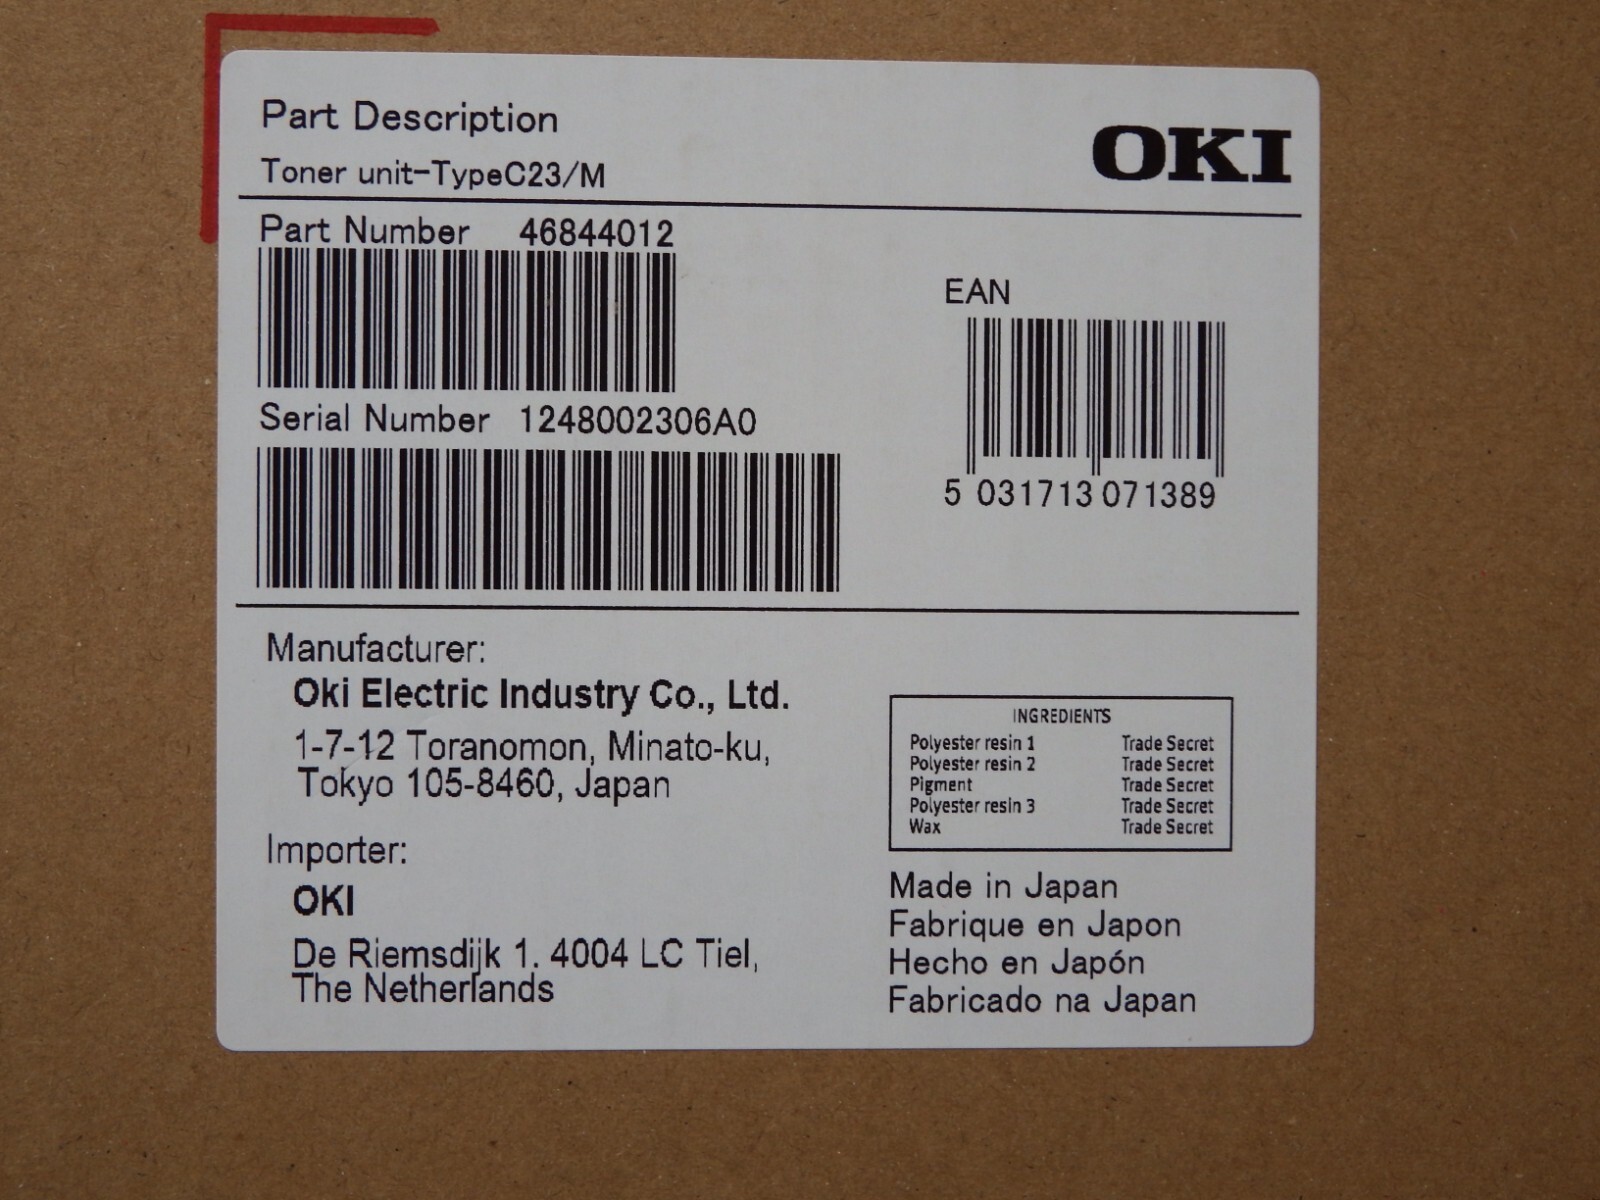 Part Description
Toner unit-TypeC23/M
OKI
Part Number 46844012
Serial Number 1248002306A0
EAN
5 031713 071389
Manufacturer:
Oki Electric Industry Co., Ltd.
1-7-12 Toranomon, Minato-ku,
Tokyo 105-8460, Japan
Importer:
OKI
De Riemsdijk 1. 4004 LC Tiel,
The Netherlands
INGREDIENTS
Polyester resin 1 Trade Secret
Polyester resin 2 Trade Secret
Pigment Trade Secret
Polyester resin 3 Trade Secret
Wax Trade Secret
Made in Japan
Fabrique en Japon
Hecho en Japón
Fabricado na Japan